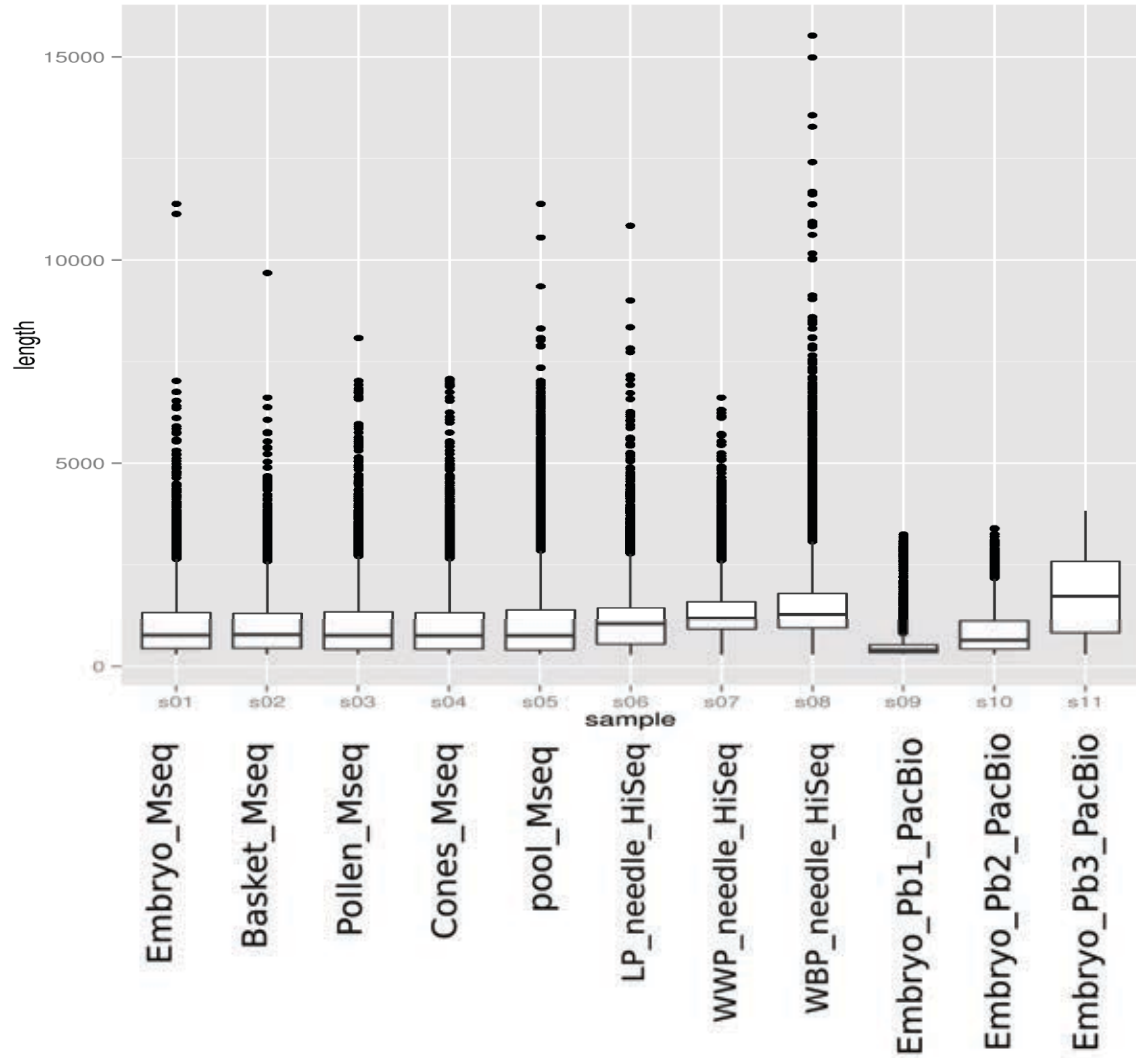 15000
10000
length
5000
0
s01 s02 s03 s04 s05 s06 s07 s08 s09 s10 s11
sample
Embryo_Mseq
Basket_Mseq
Pollen_Mseq
Cones_Mseq
pool_Mseq
LP_needle_HiSeq
WWP_needle_HiSeq
WBP_needle_HiSeq
Embryo_Pb1_PacBio
Embryo_Pb2_PacBio
Embryo_Pb3_PacBio